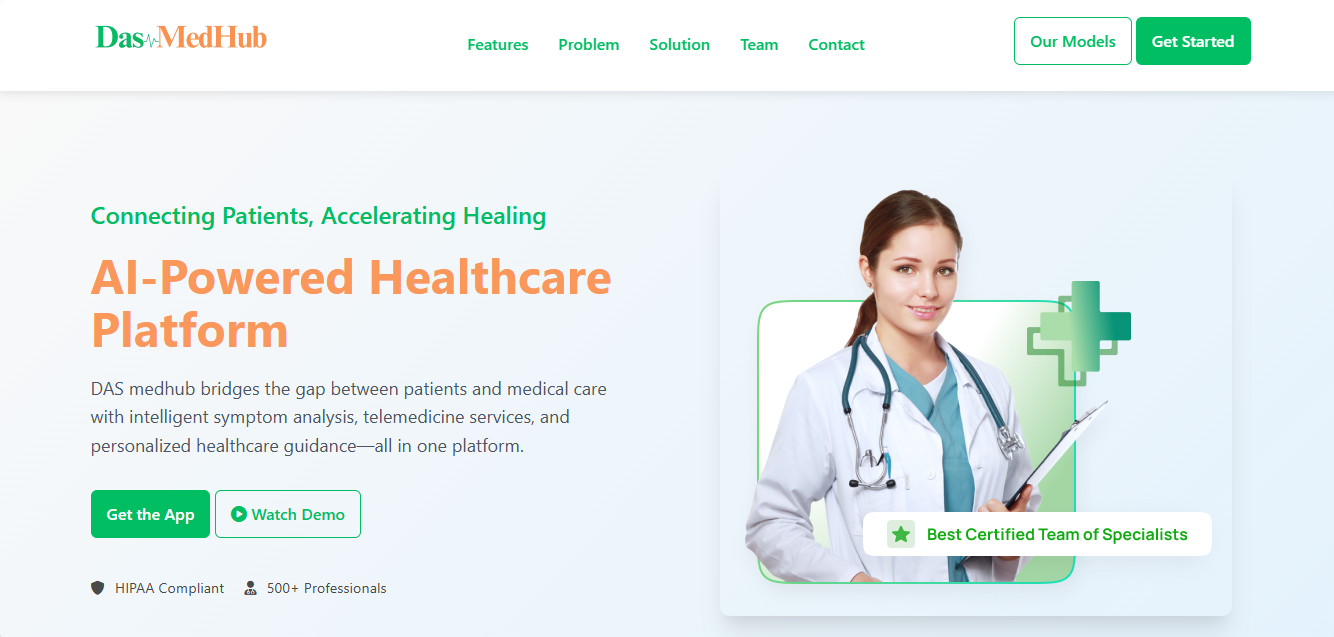 Das MedHub
Features Problem Solution Team Contact
Our Models Get Started
Connecting Patients, Accelerating Healing
AI-Powered Healthcare
Platform
DAS medhub bridges the gap between patients and medical care
with intelligent symptom analysis, telemedicine services, and
personalized healthcare guidance—all in one platform.
Get the App Watch Demo
HIPAA Compliant 500+ Professionals
Best Certified Team of Specialists